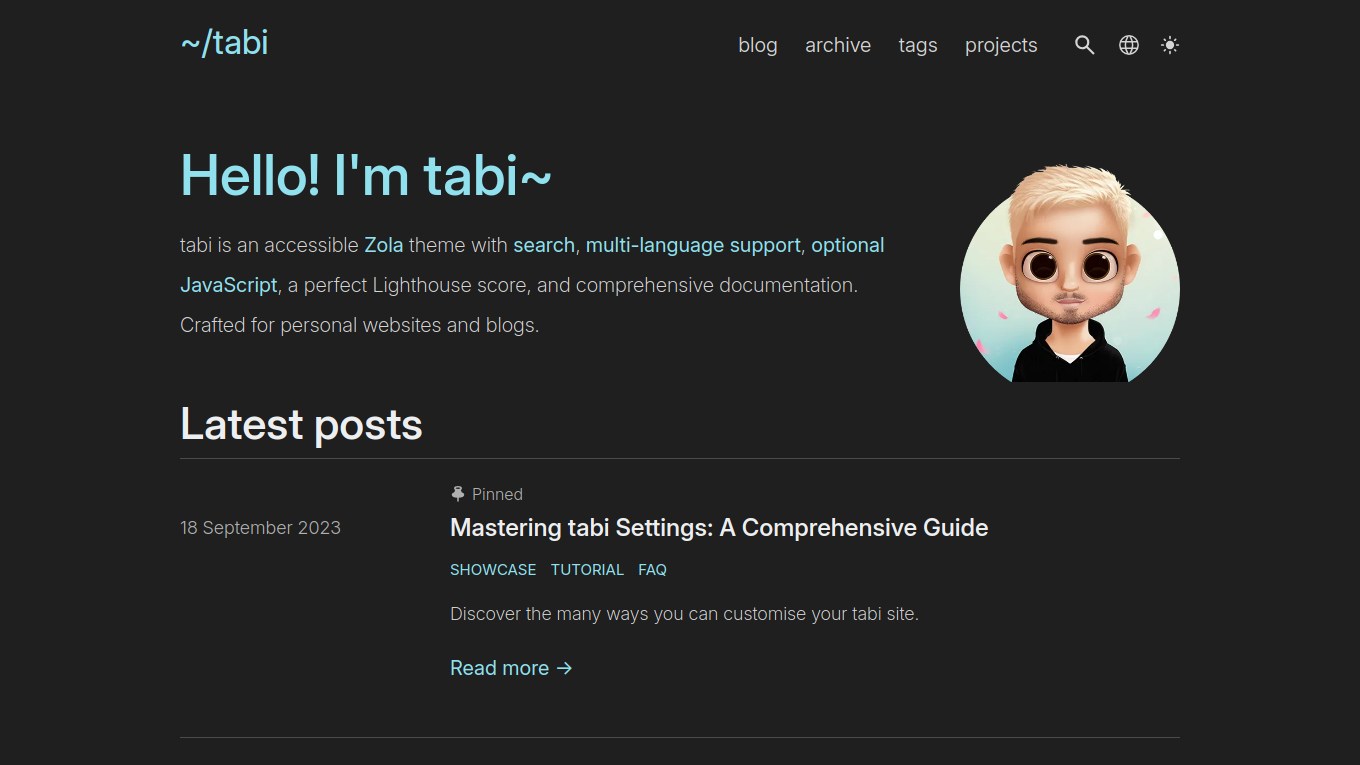 ~/tabi
blog archive tags projects
Hello! I'm tabi~
tabi is an accessible Zola theme with search, multi-language support, optional
JavaScript, a perfect Lighthouse score, and comprehensive documentation.
Crafted for personal websites and blogs.
Latest posts
Pinned
18 September 2023
Mastering tabi Settings: A Comprehensive Guide
SHOWCASE TUTORIAL FAQ
Discover the many ways you can customise your tabi site.
Read more →